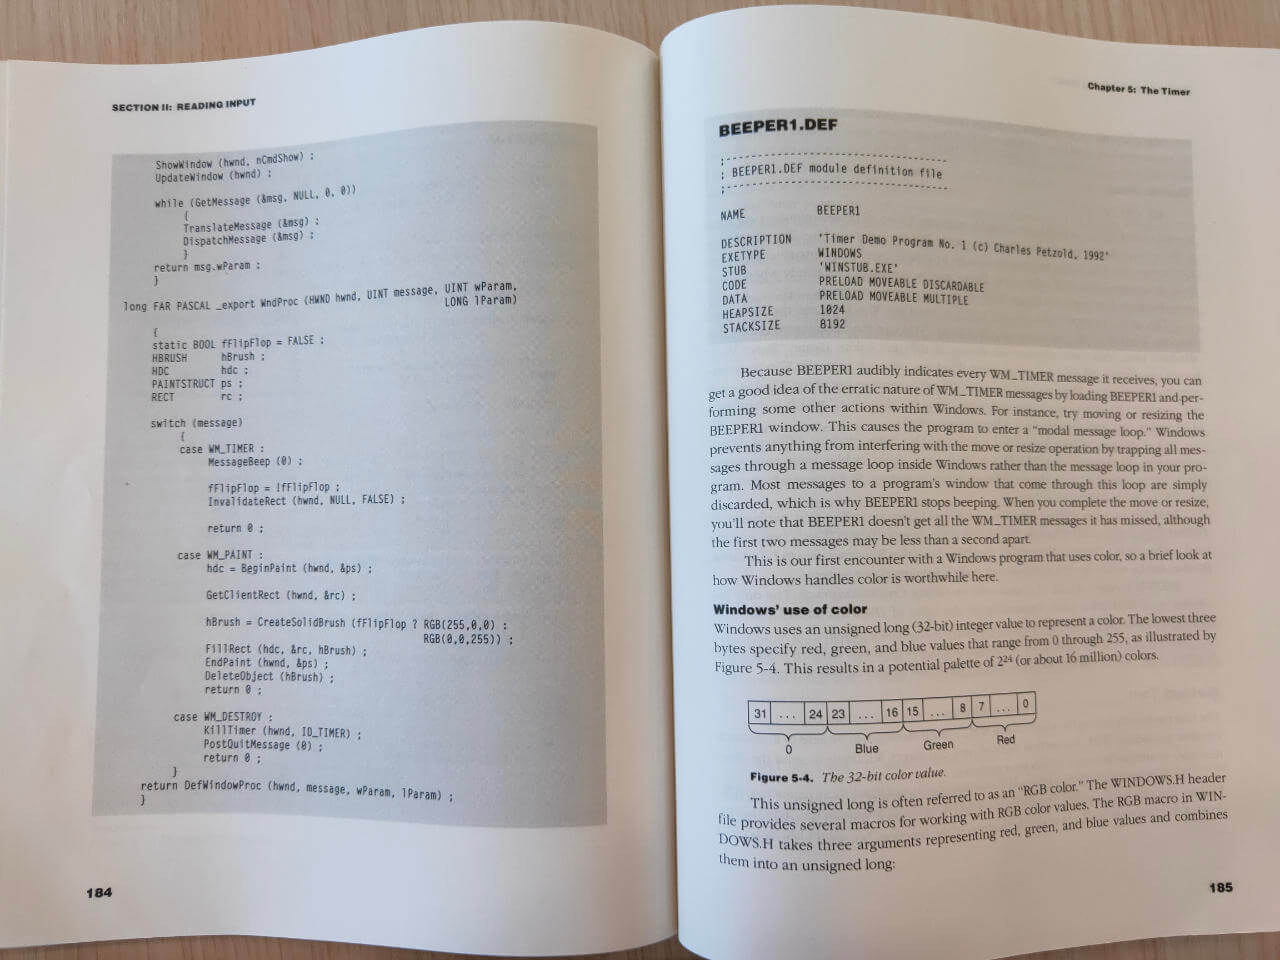 SECTION II: READING INPUT
ShowWindow (hwnd, nCmdShow) ;
UpdateWindow (hwnd) ;
while (GetMessage (&msg, NULL, 0, 0))
{
TranslateMessage (&msg) ;
DispatchMessage (&msg) ;
}
return msg.wParam ;
}
long FAR PASCAL _export WndProc (HWND hwnd, UINT message, UINT wParam,
LONG lParam)
{
static BOOL fFlipFlop = FALSE ;
HBRUSH hBrush ;
HDC hdc ;
PAINTSTRUCT ps ;
RECT rc ;
switch (message)
{
case WM_TIMER :
MessageBeep (0) ;
fFlipFlop = !fFlipFlop ;
InvalidateRect (hwnd, NULL, FALSE) ;
return 0 ;
case WM_PAINT :
hdc = BeginPaint (hwnd, &ps) ;
GetClientRect (hwnd, &rc) ;
hBrush = CreateSolidBrush (fFlipFlop ? RGB(255,0,0) :
RGB(0,0,255)) ;
FillRect (hdc, &rc, hBrush) ;
EndPaint (hwnd, &ps) ;
DeleteObject (hBrush) ;
return 0 ;
case WM_DESTROY :
KillTimer (hwnd, ID_TIMER) ;
PostQuitMessage (0) ;
return 0 ;
}
return DefWindowProc (hwnd, message, wParam, lParam) ;
}
184
Chapter 5: The Timer
BEEPER1.DEF
;-----------------------------------
; BEEPER1.DEF module definition file
;-----------------------------------
NAME BEEPER1
DESCRIPTION 'Timer Demo Program No. 1 (c) Charles Petzold, 1992'
EXETYPE WINDOWS
STUB 'WINSTUB.EXE'
CODE PRELOAD MOVEABLE DISCARDABLE
DATA PRELOAD MOVEABLE MULTIPLE
HEAPSIZE 1024
STACKSIZE 8192
Because BEEPER1 audibly indicates every WM_TIMER message it receives, you can
get a good idea of the erratic nature of WM_TIMER messages by loading BEEPER1 and per-
forming some other actions within Windows. For instance, try moving or resizing the
BEEPER1 window. This causes the program to enter a "modal message loop." Windows
prevents anything from interfering with the move or resize operation by trapping all mes-
sages through a message loop inside Windows rather than the message loop in your pro-
gram. Most messages to a program's window that come through this loop are simply
discarded, which is why BEEPER1 stops beeping. When you complete the move or resize,
you'll note that BEEPER1 doesn't get all the WM_TIMER messages it has missed, although
the first two messages may be less than a second apart.
This is our first encounter with a Windows program that uses color, so a brief look at
how Windows handles color is worthwhile here.
Windows' use of color
Windows uses an unsigned long (32-bit) integer value to represent a color. The lowest three
bytes specify red, green, and blue values that range from 0 through 255, as illustrated by
Figure 5-4. This results in a potential palette of 2²⁴ (or about 16 million) colors.
31 ... 24 23 ... 16 15 ... 8 7 ... 0
0 Blue Green Red
Figure 5-4. The 32-bit color value.
This unsigned long is often referred to as an "RGB color." The WINDOWS.H header
file provides several macros for working with RGB color values. The RGB macro in WIN-
DOWS.H takes three arguments representing red, green, and blue values and combines
them into an unsigned long:
185